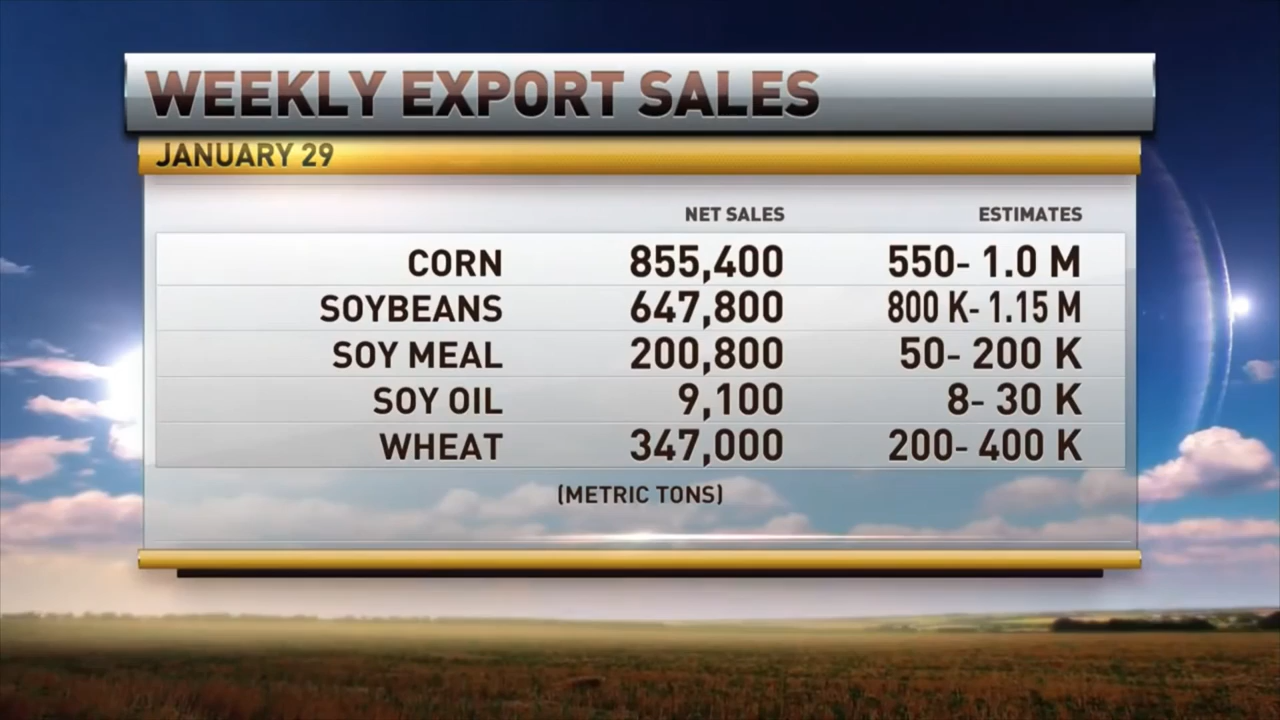 WEEKLY EXPORT SALES
JANUARY 29
NET SALES ESTIMATES
CORN 855,400 550- 1.0 M
SOYBEANS 647,800 800 K- 1.15 M
SOY MEAL 200,800 50- 200 K
SOY OIL 9,100 8- 30 K
WHEAT 347,000 200- 400 K
(METRIC TONS)